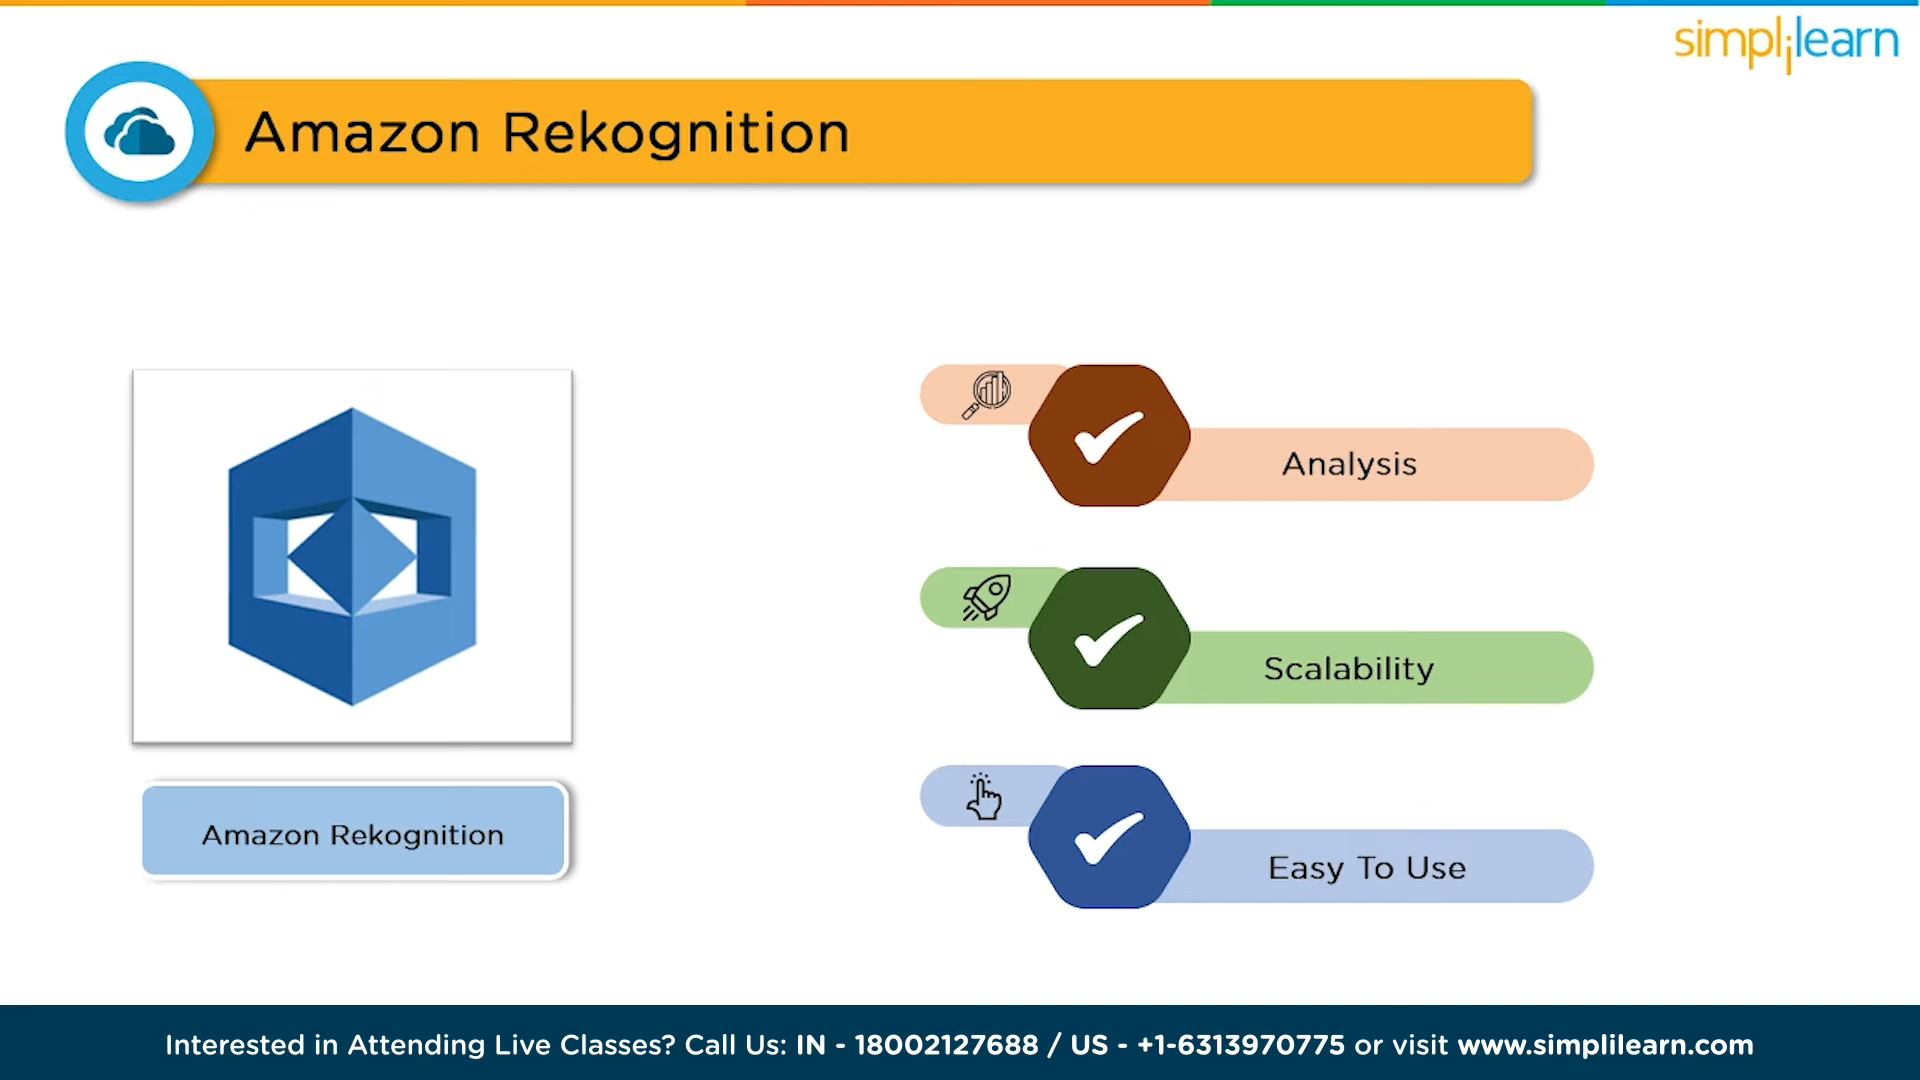 simplilearn
Amazon Rekognition
Analysis
Scalability
Amazon Rekognition
Easy To Use
Interested in Attending Live Classes? Call Us: IN - 18002127688 / US - +1-6313970775 or visit www.simplilearn.com